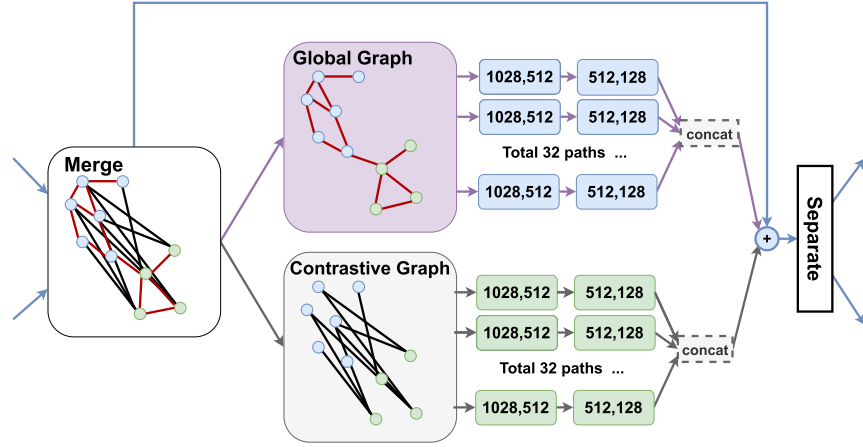 Merge
Global Graph
1028,512
512,128
1028,512
512,128
Total 32 paths ...
1028,512
512,128
concat
Contrastive Graph
1028,512
512,128
1028,512
512,128
Total 32 paths ...
1028,512
512,128
concat
+
Separate